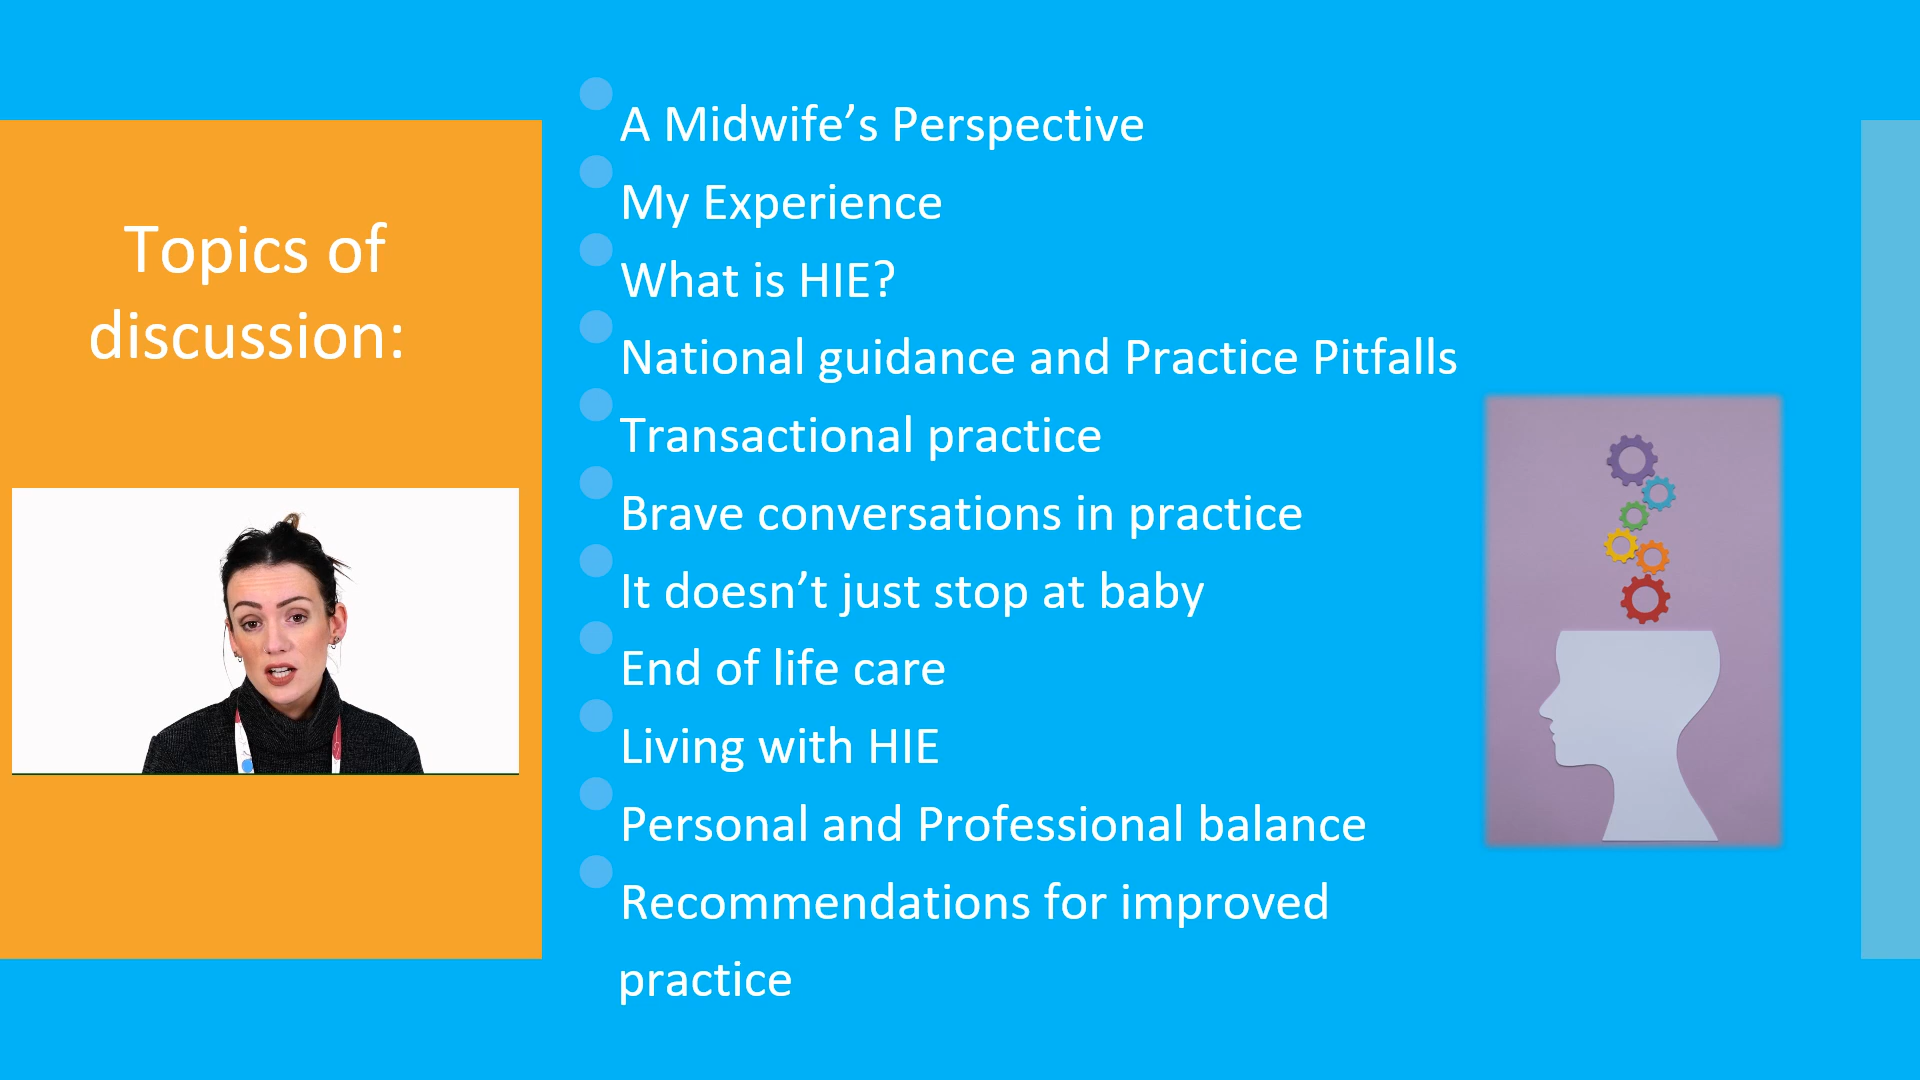 Topics of
discussion:
A Midwife’s Perspective
My Experience
What is HIE?
National guidance and Practice Pitfalls
Transactional practice
Brave conversations in practice
It doesn’t just stop at baby
End of life care
Living with HIE
Personal and Professional balance
Recommendations for improved
practice